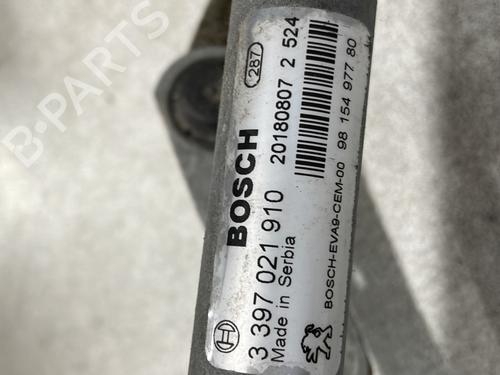 287
BOSCH
20180807 2 524
3 397 021 910
Made in Serbia
BOSCH-EVA9-CEM-00
98 154 977 80
B-PARTS